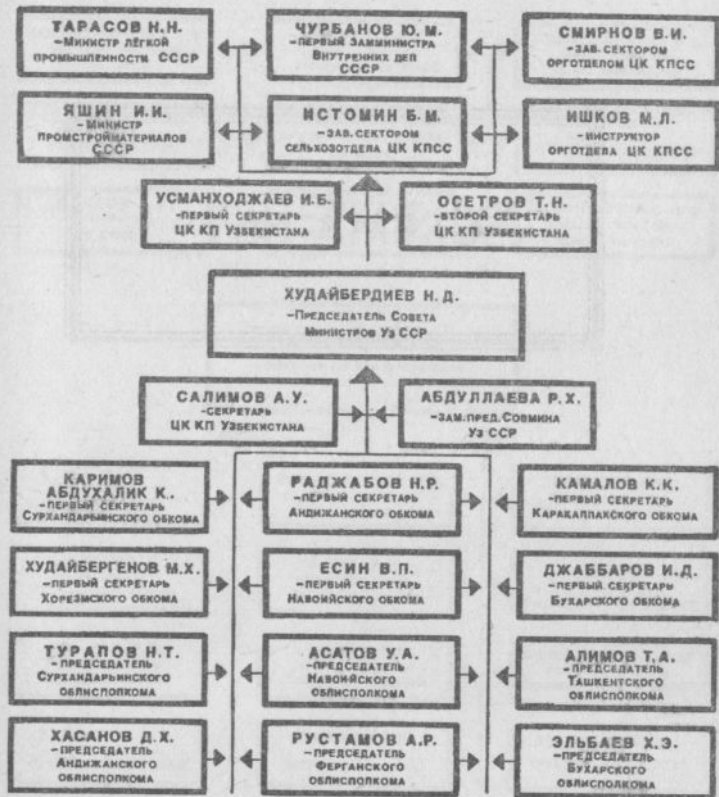 ТАРАСОВ Н.Н.
–Министр лёгкой
промышленности СССР
ЧУРБАНОВ Ю.М.
–первый замминистра
Внутренних дел
СССР
СМИРНОВ В.И.
–зав. сектором
орготделом ЦК КПСС
ЯШИН И.И.
–Министр
промстройматериалов
СССР
ИСТОМИН Б.М.
–зав. сектором
сельхозотдела ЦК КПСС
ИШКОВ М.Л.
–инструктор
орготдела ЦК КПСС
УСМАНХОДЖАЕВ И.Б.
–первый секретарь
ЦК КП Узбекистана
ОСЕТРОВ Т.Н.
–второй секретарь
ЦК КП Узбекистана
ХУДАЙБЕРДИЕВ Н.Д.
–Председатель Совета
Министров Уз ССР
САЛИМОВ А.У.
–секретарь
ЦК КП Узбекистана
АБДУЛЛАЕВА Р.Х.
–зам.пред.Совмина
Уз ССР
КАРИМОВ
АБДУХАЛИК К.
–первый секретарь
Сурхандарьинского обкома
РАДЖАБОВ Н.Р.
–первый секретарь
Андижанского обкома
КАМАЛОВ К.К.
–первый секретарь
Каракалпакского обкома
ХУДАЙБЕРГЕНОВ М.Х.
–первый секретарь
Хорезмского обкома
ЕСИН В.П.
–первый секретарь
Навоийского обкома
ДЖАББАРОВ И.Д.
–первый секретарь
Бухарского обкома
ТУРАПОВ Н.Т.
–председатель
Сурхандарьинского
облисполкома
АСАТОВ У.А.
–председатель
Навоийского
облисполкома
АЛИМОВ Т.А.
–председатель
Ташкентского
облисполкома
ХАСАНОВ Д.Х.
–председатель
Андижанского
облисполкома
РУСТАМОВ А.Р.
–председатель
Ферганского
облисполкома
ЭЛЬБАЕВ Х.Э.
–председатель
Бухарского
облисполкома